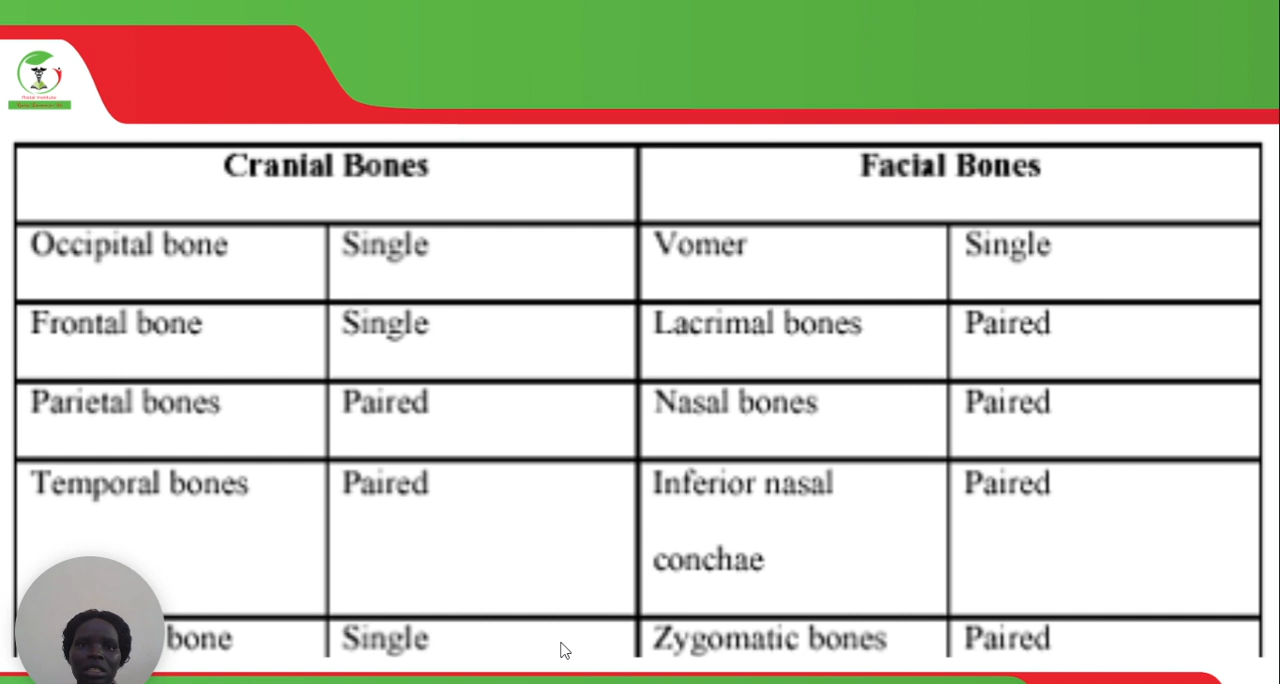 Cranial Bones Facial Bones
Occipital bone Single Vomer Single
Frontal bone Single Lacrimal bones Paired
Parietal bones Paired Nasal bones Paired
Temporal bones Paired Inferior nasal Paired
conchae
bone Single Zygomatic bones Paired